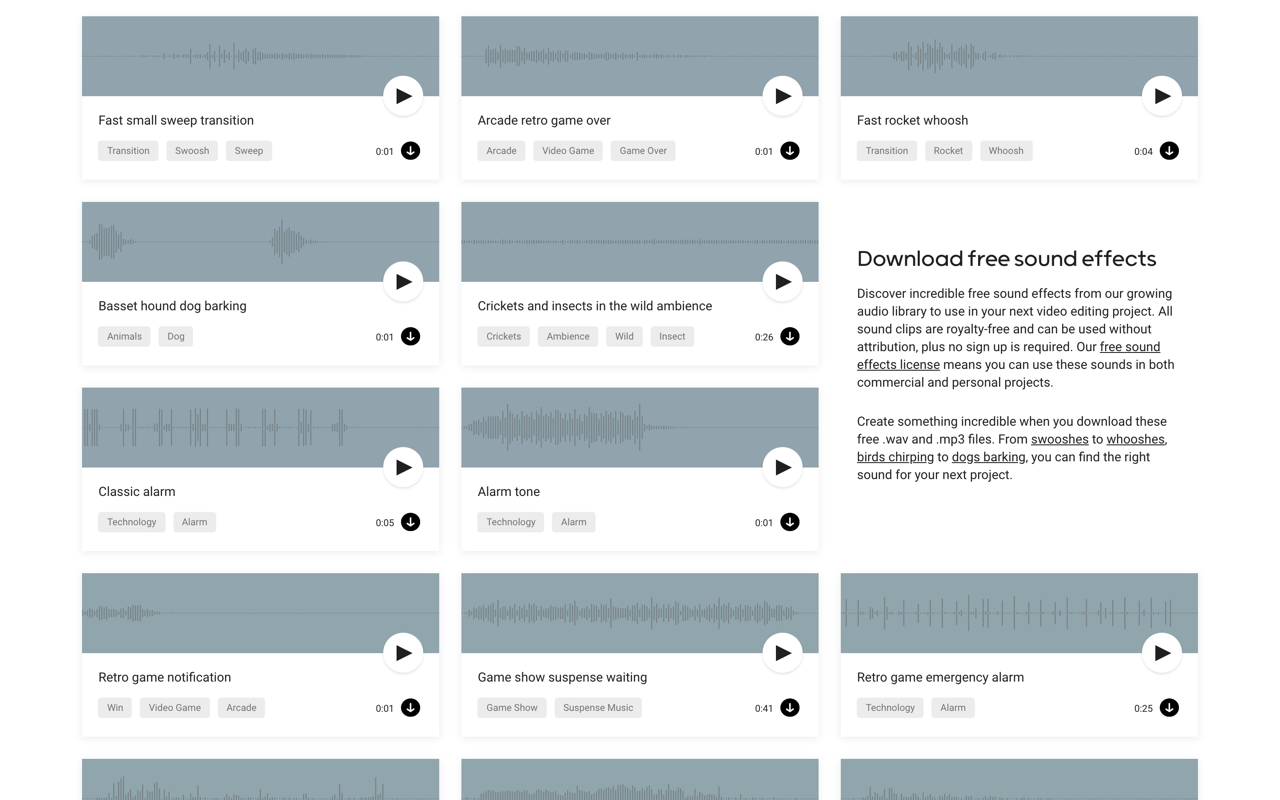 Fast small sweep transition
Transition Swoosh Sweep 0:01
Arcade retro game over
Arcade Video Game Game Over 0:01
Fast rocket whoosh
Transition Rocket Whoosh 0:04
Basset hound dog barking
Animals Dog 0:01
Crickets and insects in the wild ambience
Crickets Ambience Wild Insect 0:26
Download free sound effects
Discover incredible free sound effects from our growing
audio library to use in your next video editing project. All
sound clips are royalty-free and can be used without
attribution, plus no sign up is required. Our free sound
effects license means you can use these sounds in both
commercial and personal projects.
Create something incredible when you download these
free .wav and .mp3 files. From swooshes to whooshes,
birds chirping to dogs barking, you can find the right
sound for your next project.
Classic alarm
Technology Alarm 0:05
Alarm tone
Technology Alarm 0:01
Retro game notification
Win Video Game Arcade 0:01
Game show suspense waiting
Game Show Suspense Music 0:41
Retro game emergency alarm
Technology Alarm 0:25